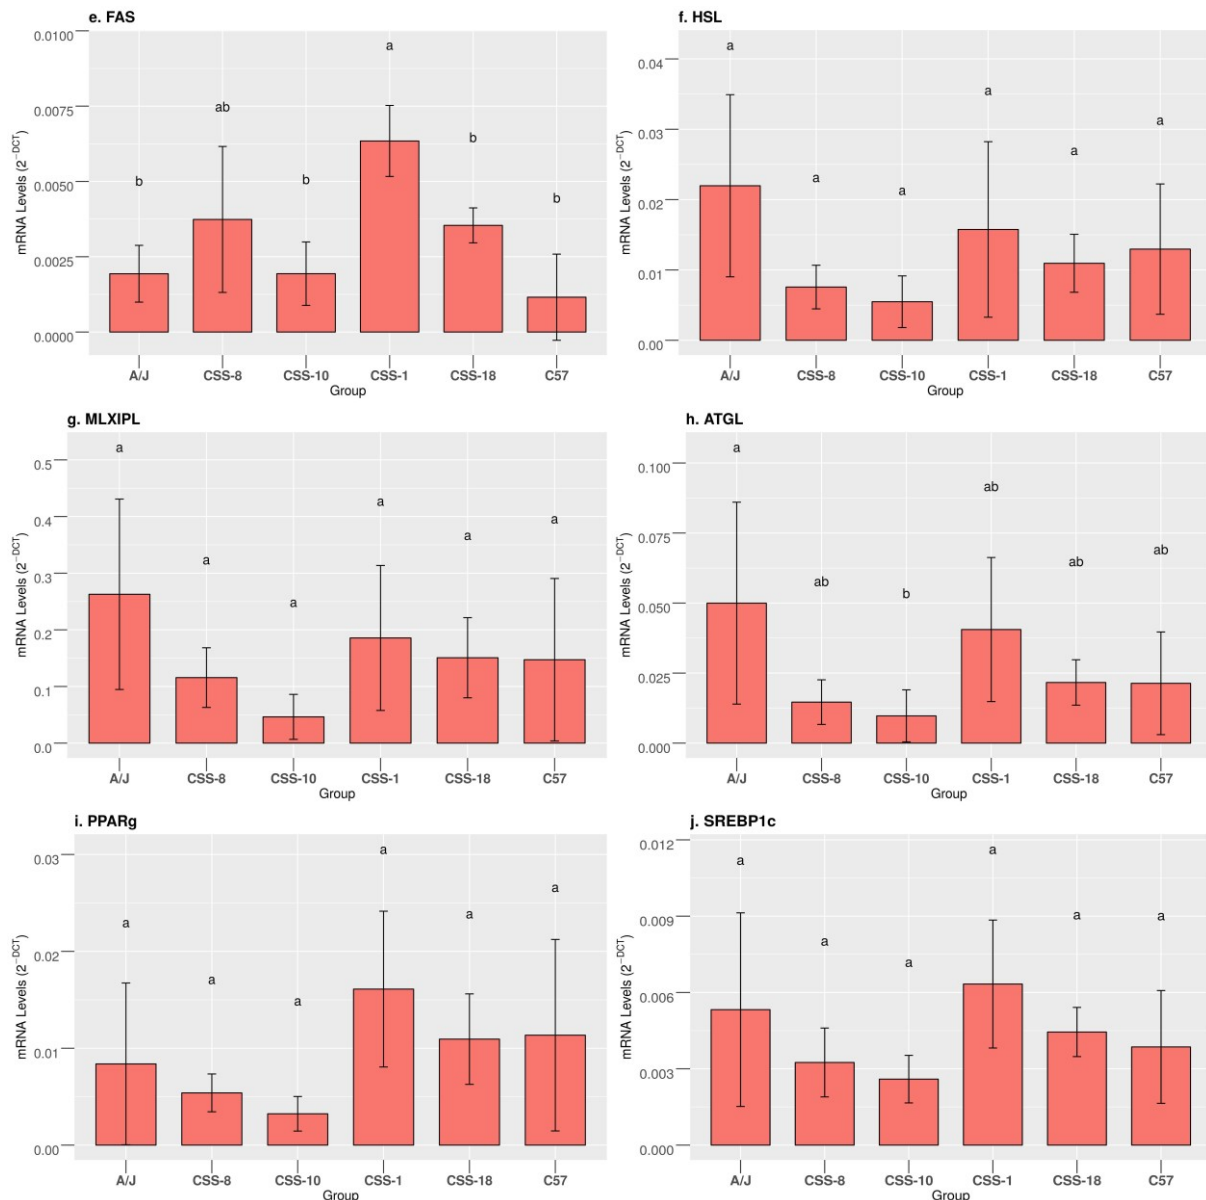 e. FAS
mRNA Levels (2⁻ᴰᶜᵀ)
0.0100
0.0075
0.0050
0.0025
0.0000
b
ab
b
a
b
b
A/J
CSS-8
CSS-10
CSS-1
CSS-18
C57
Group
f. HSL
mRNA Levels (2⁻ᴰᶜᵀ)
0.04
0.03
0.02
0.01
0.00
a
a
a
a
a
a
A/J
CSS-8
CSS-10
CSS-1
CSS-18
C57
Group
g. MLXIPL
mRNA Levels (2⁻ᴰᶜᵀ)
0.5
0.4
0.3
0.2
0.1
0.0
a
a
a
a
a
a
A/J
CSS-8
CSS-10
CSS-1
CSS-18
C57
Group
h. ATGL
mRNA Levels (2⁻ᴰᶜᵀ)
0.100
0.075
0.050
0.025
0.000
a
ab
b
ab
ab
ab
A/J
CSS-8
CSS-10
CSS-1
CSS-18
C57
Group
i. PPARg
mRNA Levels (2⁻ᴰᶜᵀ)
0.03
0.02
0.01
0.00
a
a
a
a
a
a
A/J
CSS-8
CSS-10
CSS-1
CSS-18
C57
Group
j. SREBP1c
mRNA Levels (2⁻ᴰᶜᵀ)
0.012
0.009
0.006
0.003
0.000
a
a
a
a
a
a
A/J
CSS-8
CSS-10
CSS-1
CSS-18
C57
Group